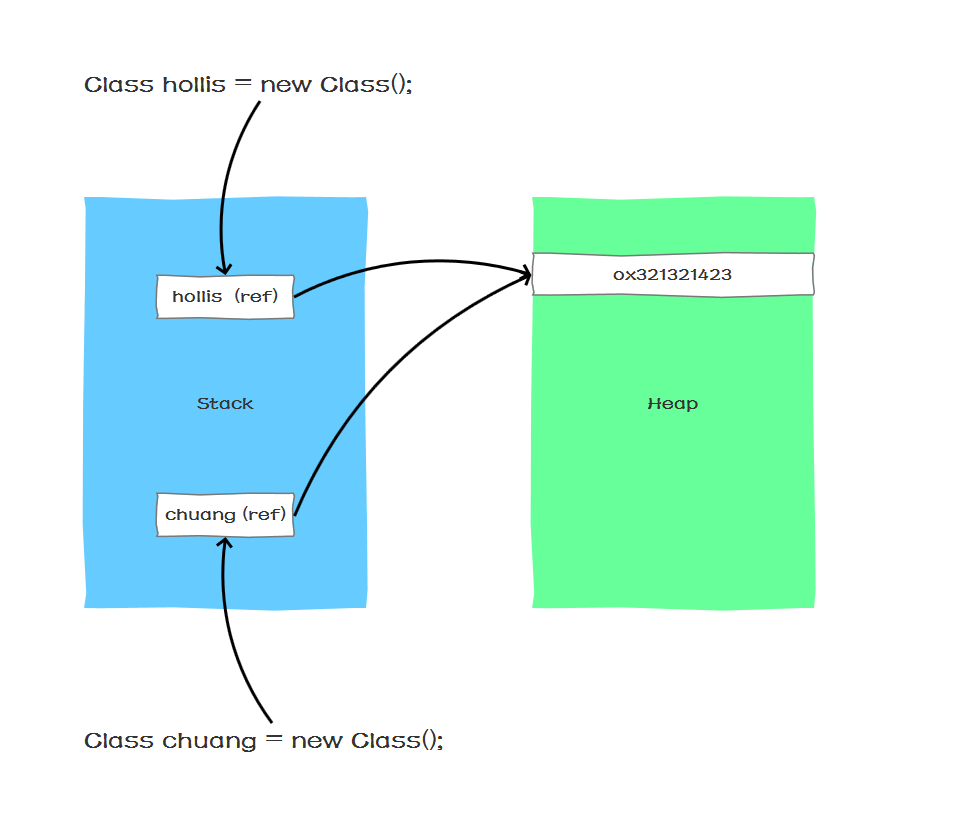 Class hollis = new Class();
hollis (ref)
ox321321423
Stack
Heap
chuang (ref)
Class chuang = new Class();